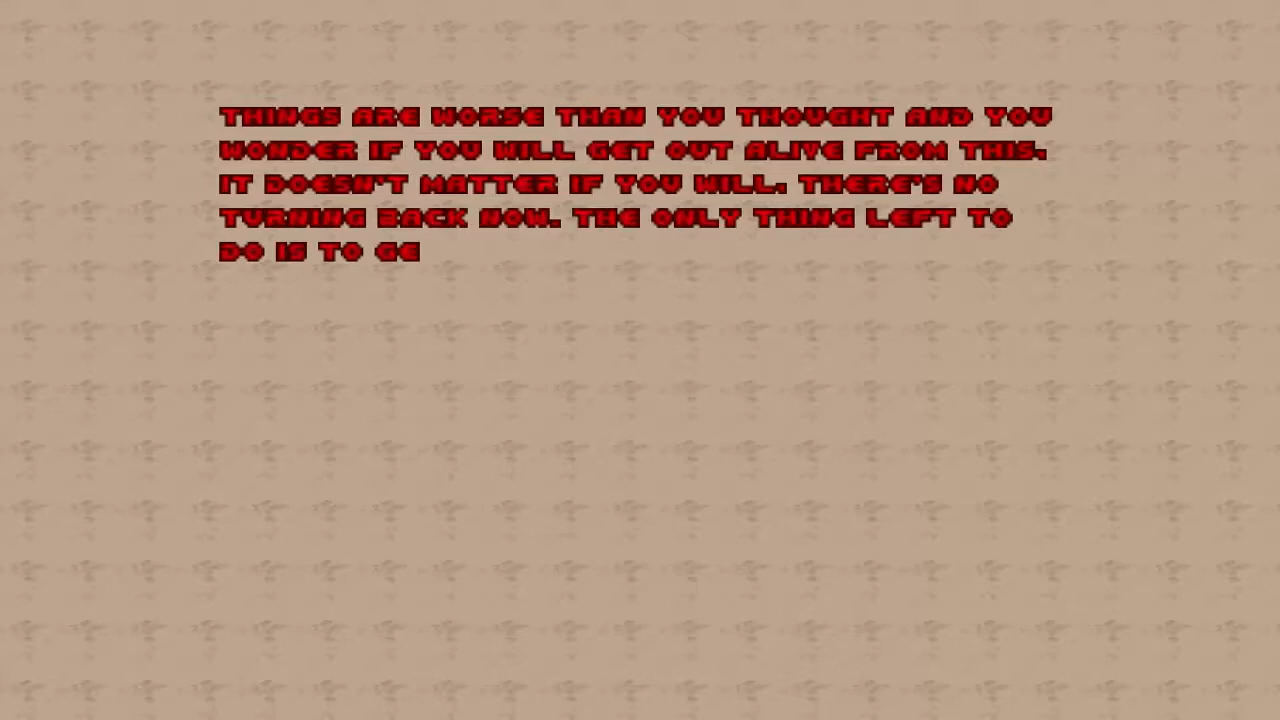 THINGS ARE WORSE THAN YOU THOUGHT AND YOU
WONDER IF YOU WILL GET OUT ALIVE FROM THIS.
IT DOESN'T MATTER IF YOU WILL. THERE'S NO
TURNING BACK NOW. THE ONLY THING LEFT TO
DO IS TO GE